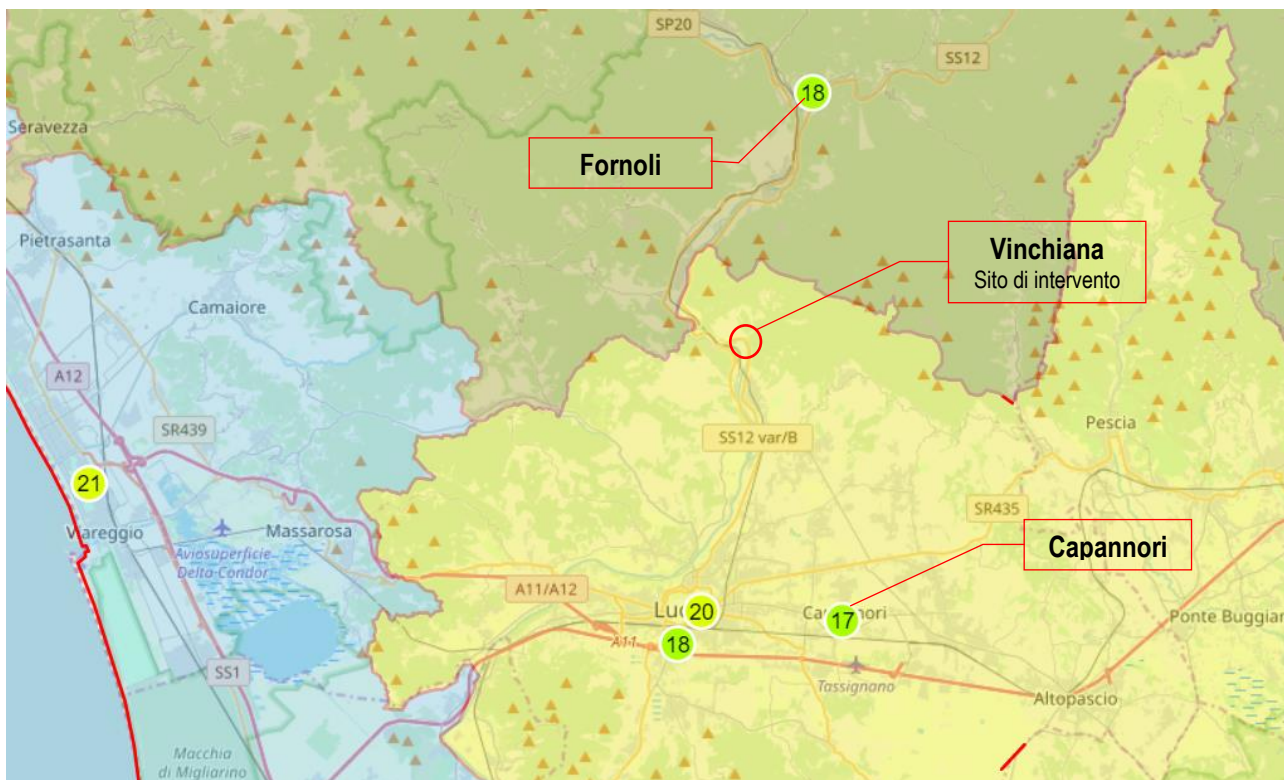 SP20
SS12
18
Seravezza
Fornoli
Vinchiana
Sito di intervento
Pietrasanta
Camaiore
A12
SR439
SS12 var/B
Pescia
21
Viareggio
Massarosa
Aviosuperficie
Delta Condor
SR435
Capannori
A11/A12
20
17
Ponte Buggian
A11
18
SS1
Tassignano
Altopascio
Macchia
di Migliarino